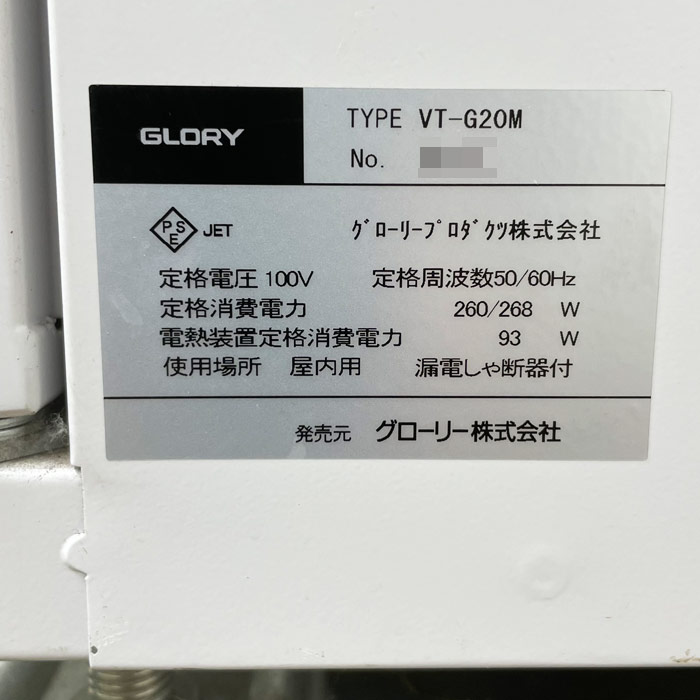 GLORY
TYPE VT-G20M
No.
PSE JET グローリープロダクツ株式会社
定格電圧 100V 定格周波数50/60Hz
定格消費電力 260/268 W
電熱装置定格消費電力 93 W
使用場所 屋内用 漏電しゃ断器付
発売元 グローリー株式会社